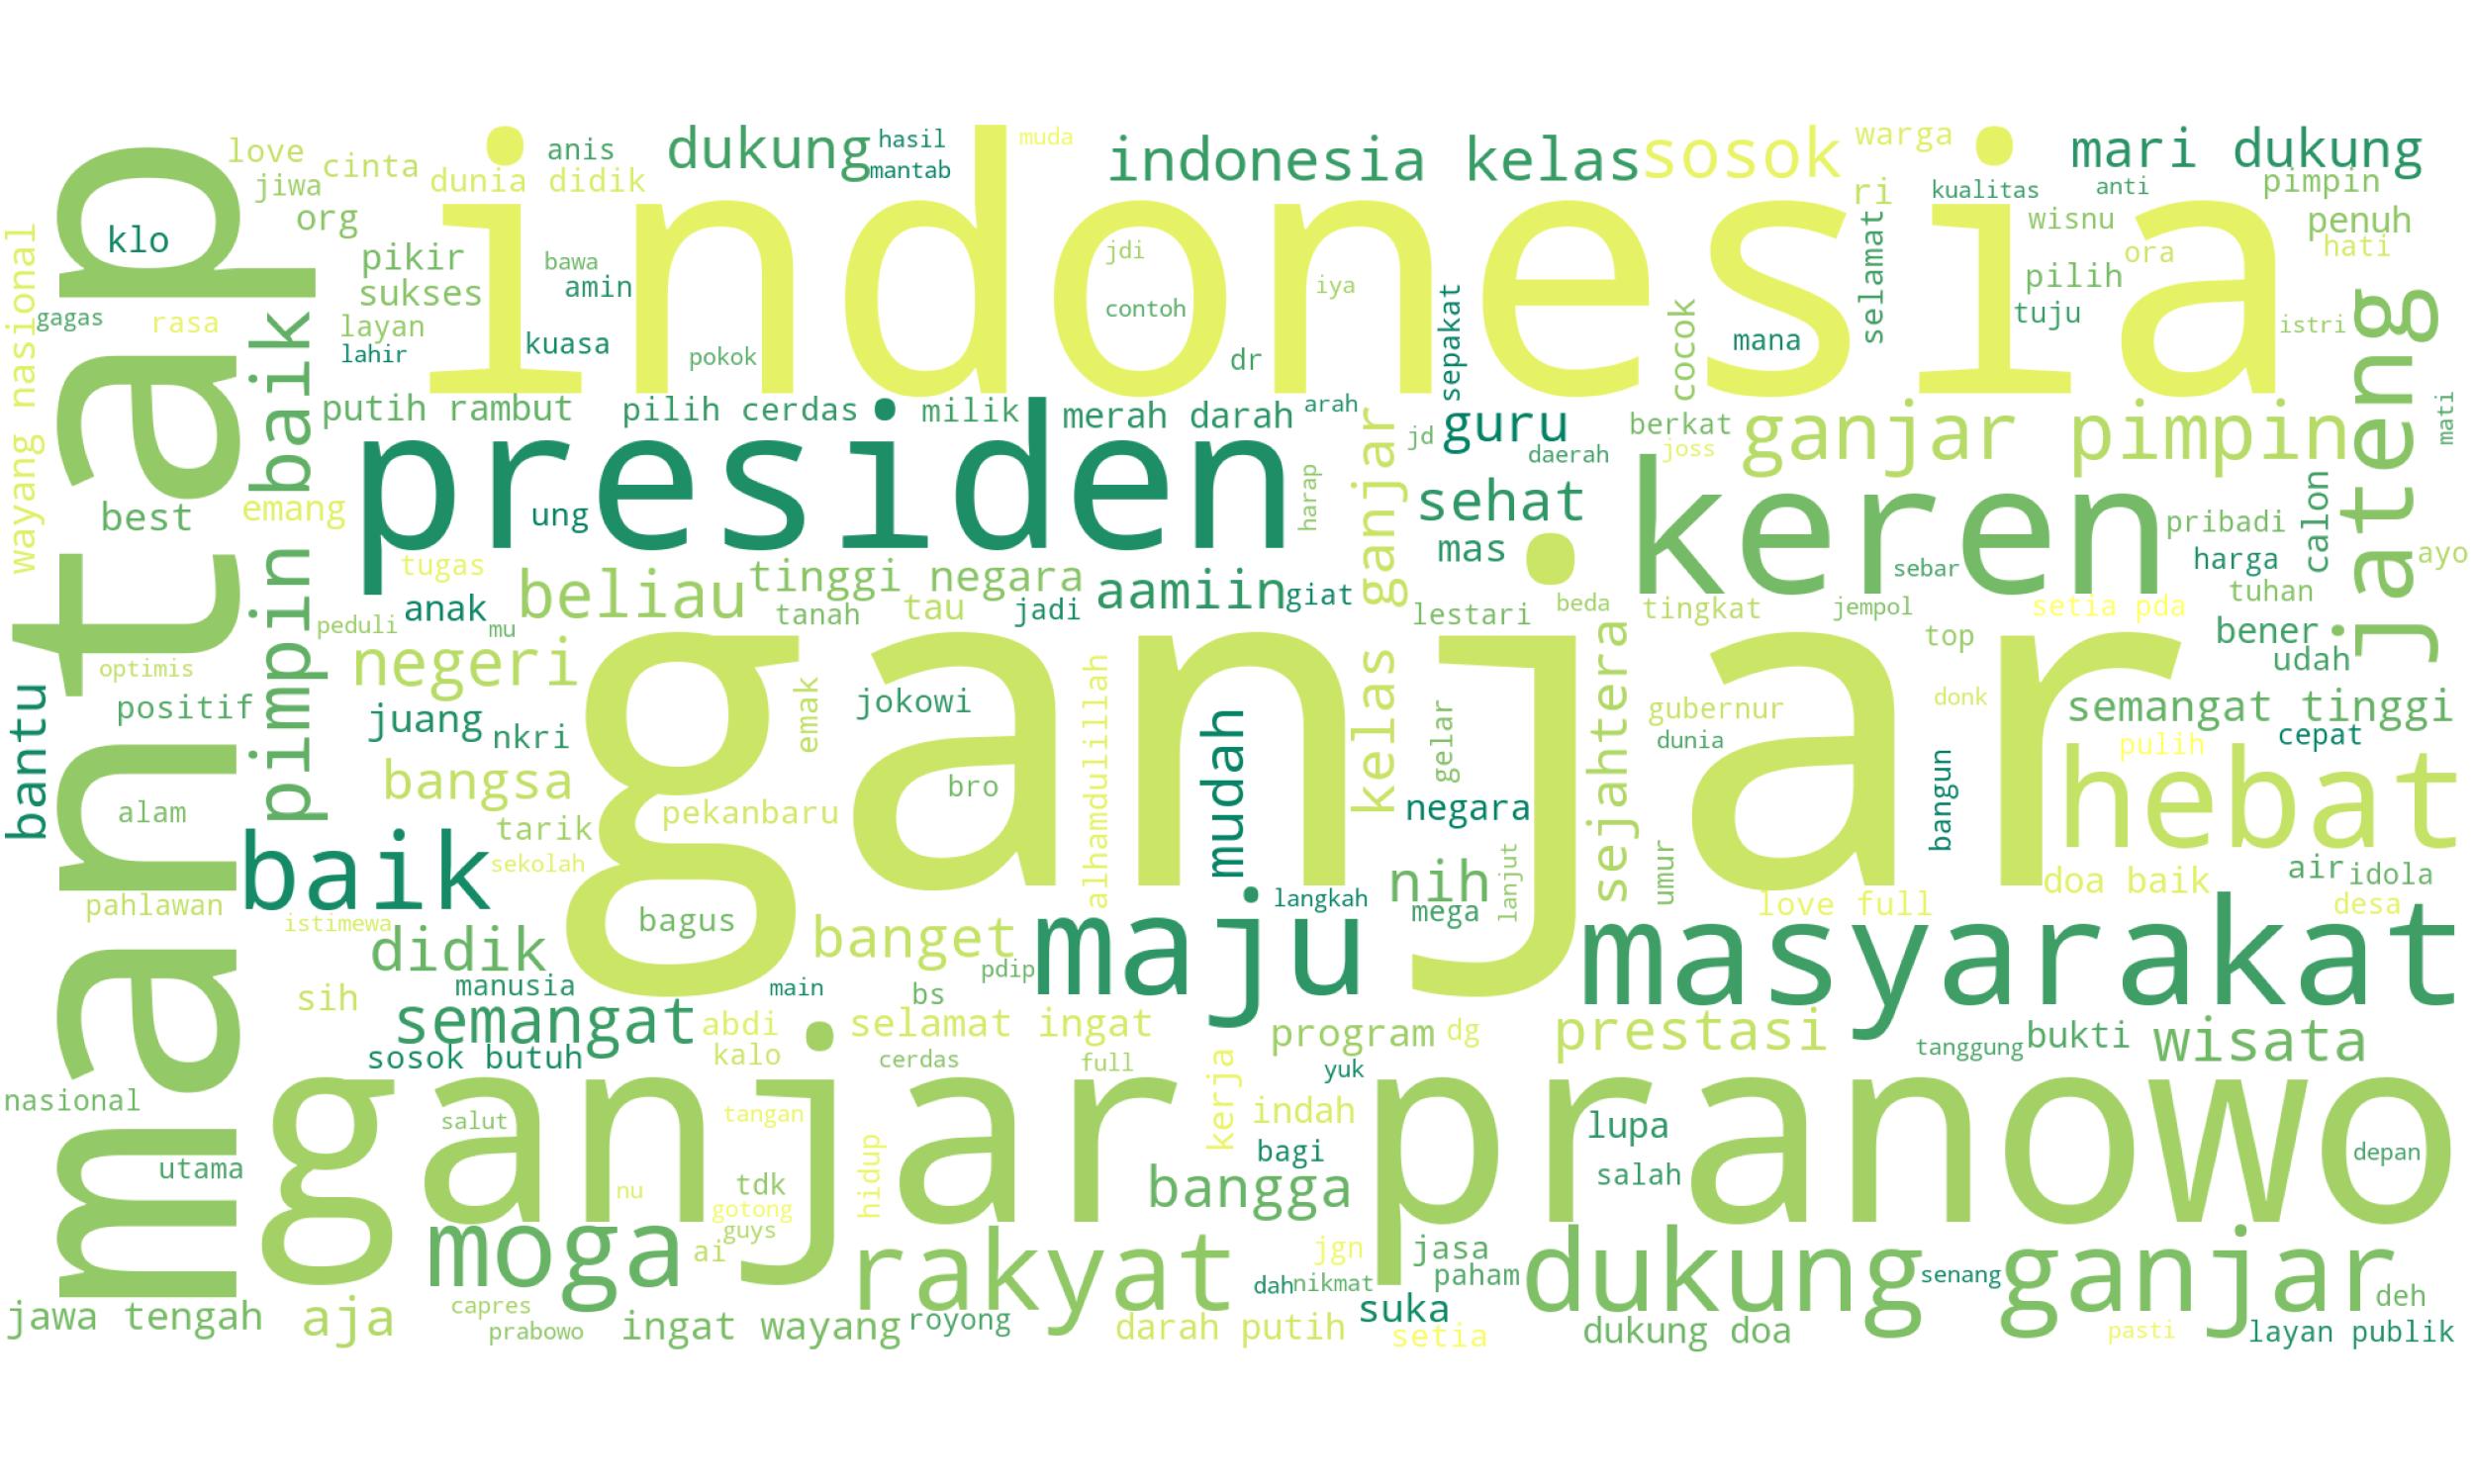 mantap
indonesia
ganjar
ganjar pranowo
presiden
keren
masyarakat
maju
hebat
baik
rakyat
dukung ganjar
moga
jateng
love
cinta
jiwa
org
klo
dunia didik
anis
dukung
hasil
mantab
muda
indonesia kelas
sosok
warga
ri
kualitas
anti
mari dukung
pimpin
penuh
hati
wisnu
ora
pilih
tuju
istri
selamat
wayang nasional
gagas
rasa
pimpin baik
pikir
sukses
layan
lahir
bawa
amin
kuasa
pokok
jdi
contoh
iya
dr
sepakat
cocok
mana
putih rambut
pilih cerdas
milik
merah darah
arah
jd
guru
daerah
berkat
joss
ganjar pimpin
mati
best
emang
ung
harap
kelas ganjar
sehat
mas
sebar
pribadi
harga
calon
ayo
tuhan
tugas
anak
peduli
mu
beliau
tinggi negara
tanah
tau
jadi
aamiin
giat
lestari
beda
tingkat
jempol
setia pda
top
bener
udah
optimis
positif
bantu
negeri
juang
nkri
emak
jokowi
alhamdulillah
mudah
gelar
sejahtera
gubernur
dunia
donk
semangat tinggi
pulih
cepat
bangsa
alam
tarik
pekanbaru
bro
negara
bangun
sekolah
nih
lanjut
umur
doa baik
air
idola
desa
love full
pahlawan
istimewa
bagus
banget
langkah
mega
didik
manusia
main
pdip
bs
sih
semangat
abdi
selamat ingat
program
dg
prestasi
tanggung
bukti
wisata
sosok butuh
kalo
cerdas
full
kerja
yuk
nasional
salut
tangan
indah
lupa
utama
nu
tdk
gotong
guys
hidup
bagi
bangga
salah
depan
ai
jgn
jasa
paham
dah
nikmat
senang
deh
jawa tengah
aja
capres
prabowo
ingat wayang
royong
darah putih
suka
setia
dukung doa
pasti
layan publik